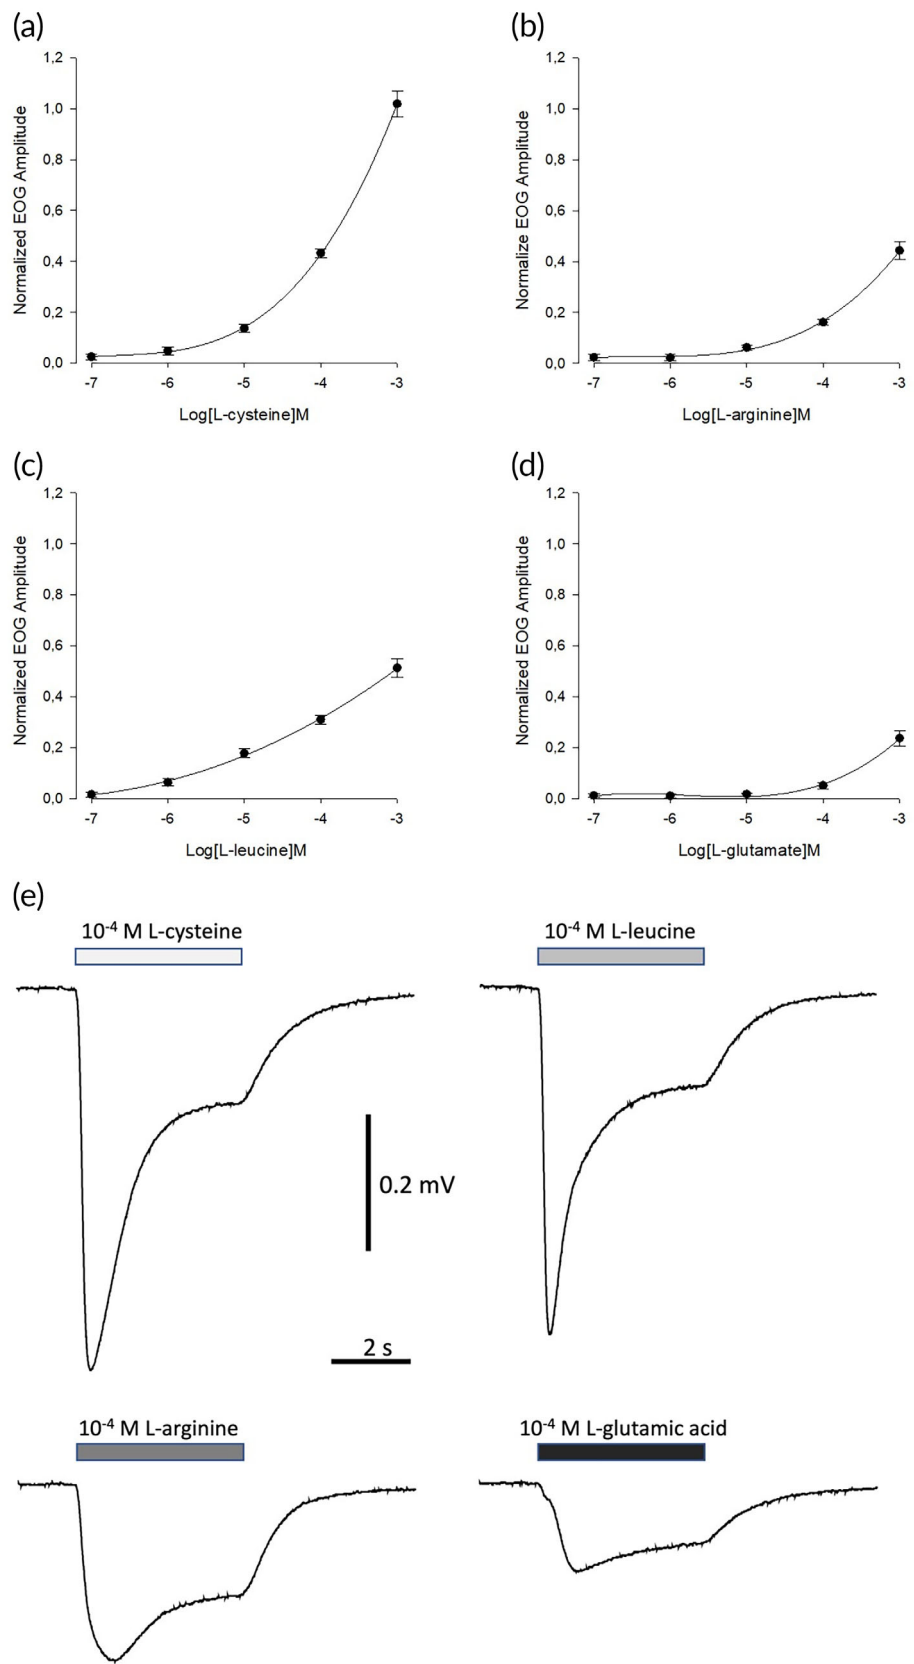 (a)
1,2
1,0
0,8
0,6
0,4
0,2
0,0
Normalized EOG Amplitude
-7 -6 -5 -4 -3
Log[L-cysteine]M
(b)
1,2
1,0
0,8
0,6
0,4
0,2
0,0
Normalize EOG Amplitude
-7 -6 -5 -4 -3
Log[L-arginine]M
(c)
1,2
1,0
0,8
0,6
0,4
0,2
0,0
Normalized EOG Amplitude
-7 -6 -5 -4 -3
Log[L-leucine]M
(d)
1,2
1,0
0,8
0,6
0,4
0,2
0,0
Normalized EOG Amplitude
-7 -6 -5 -4 -3
Log[L-glutamate]M
(e)
10⁻⁴ M L-cysteine
10⁻⁴ M L-leucine
0.2 mV
2 s
10⁻⁴ M L-arginine
10⁻⁴ M L-glutamic acid